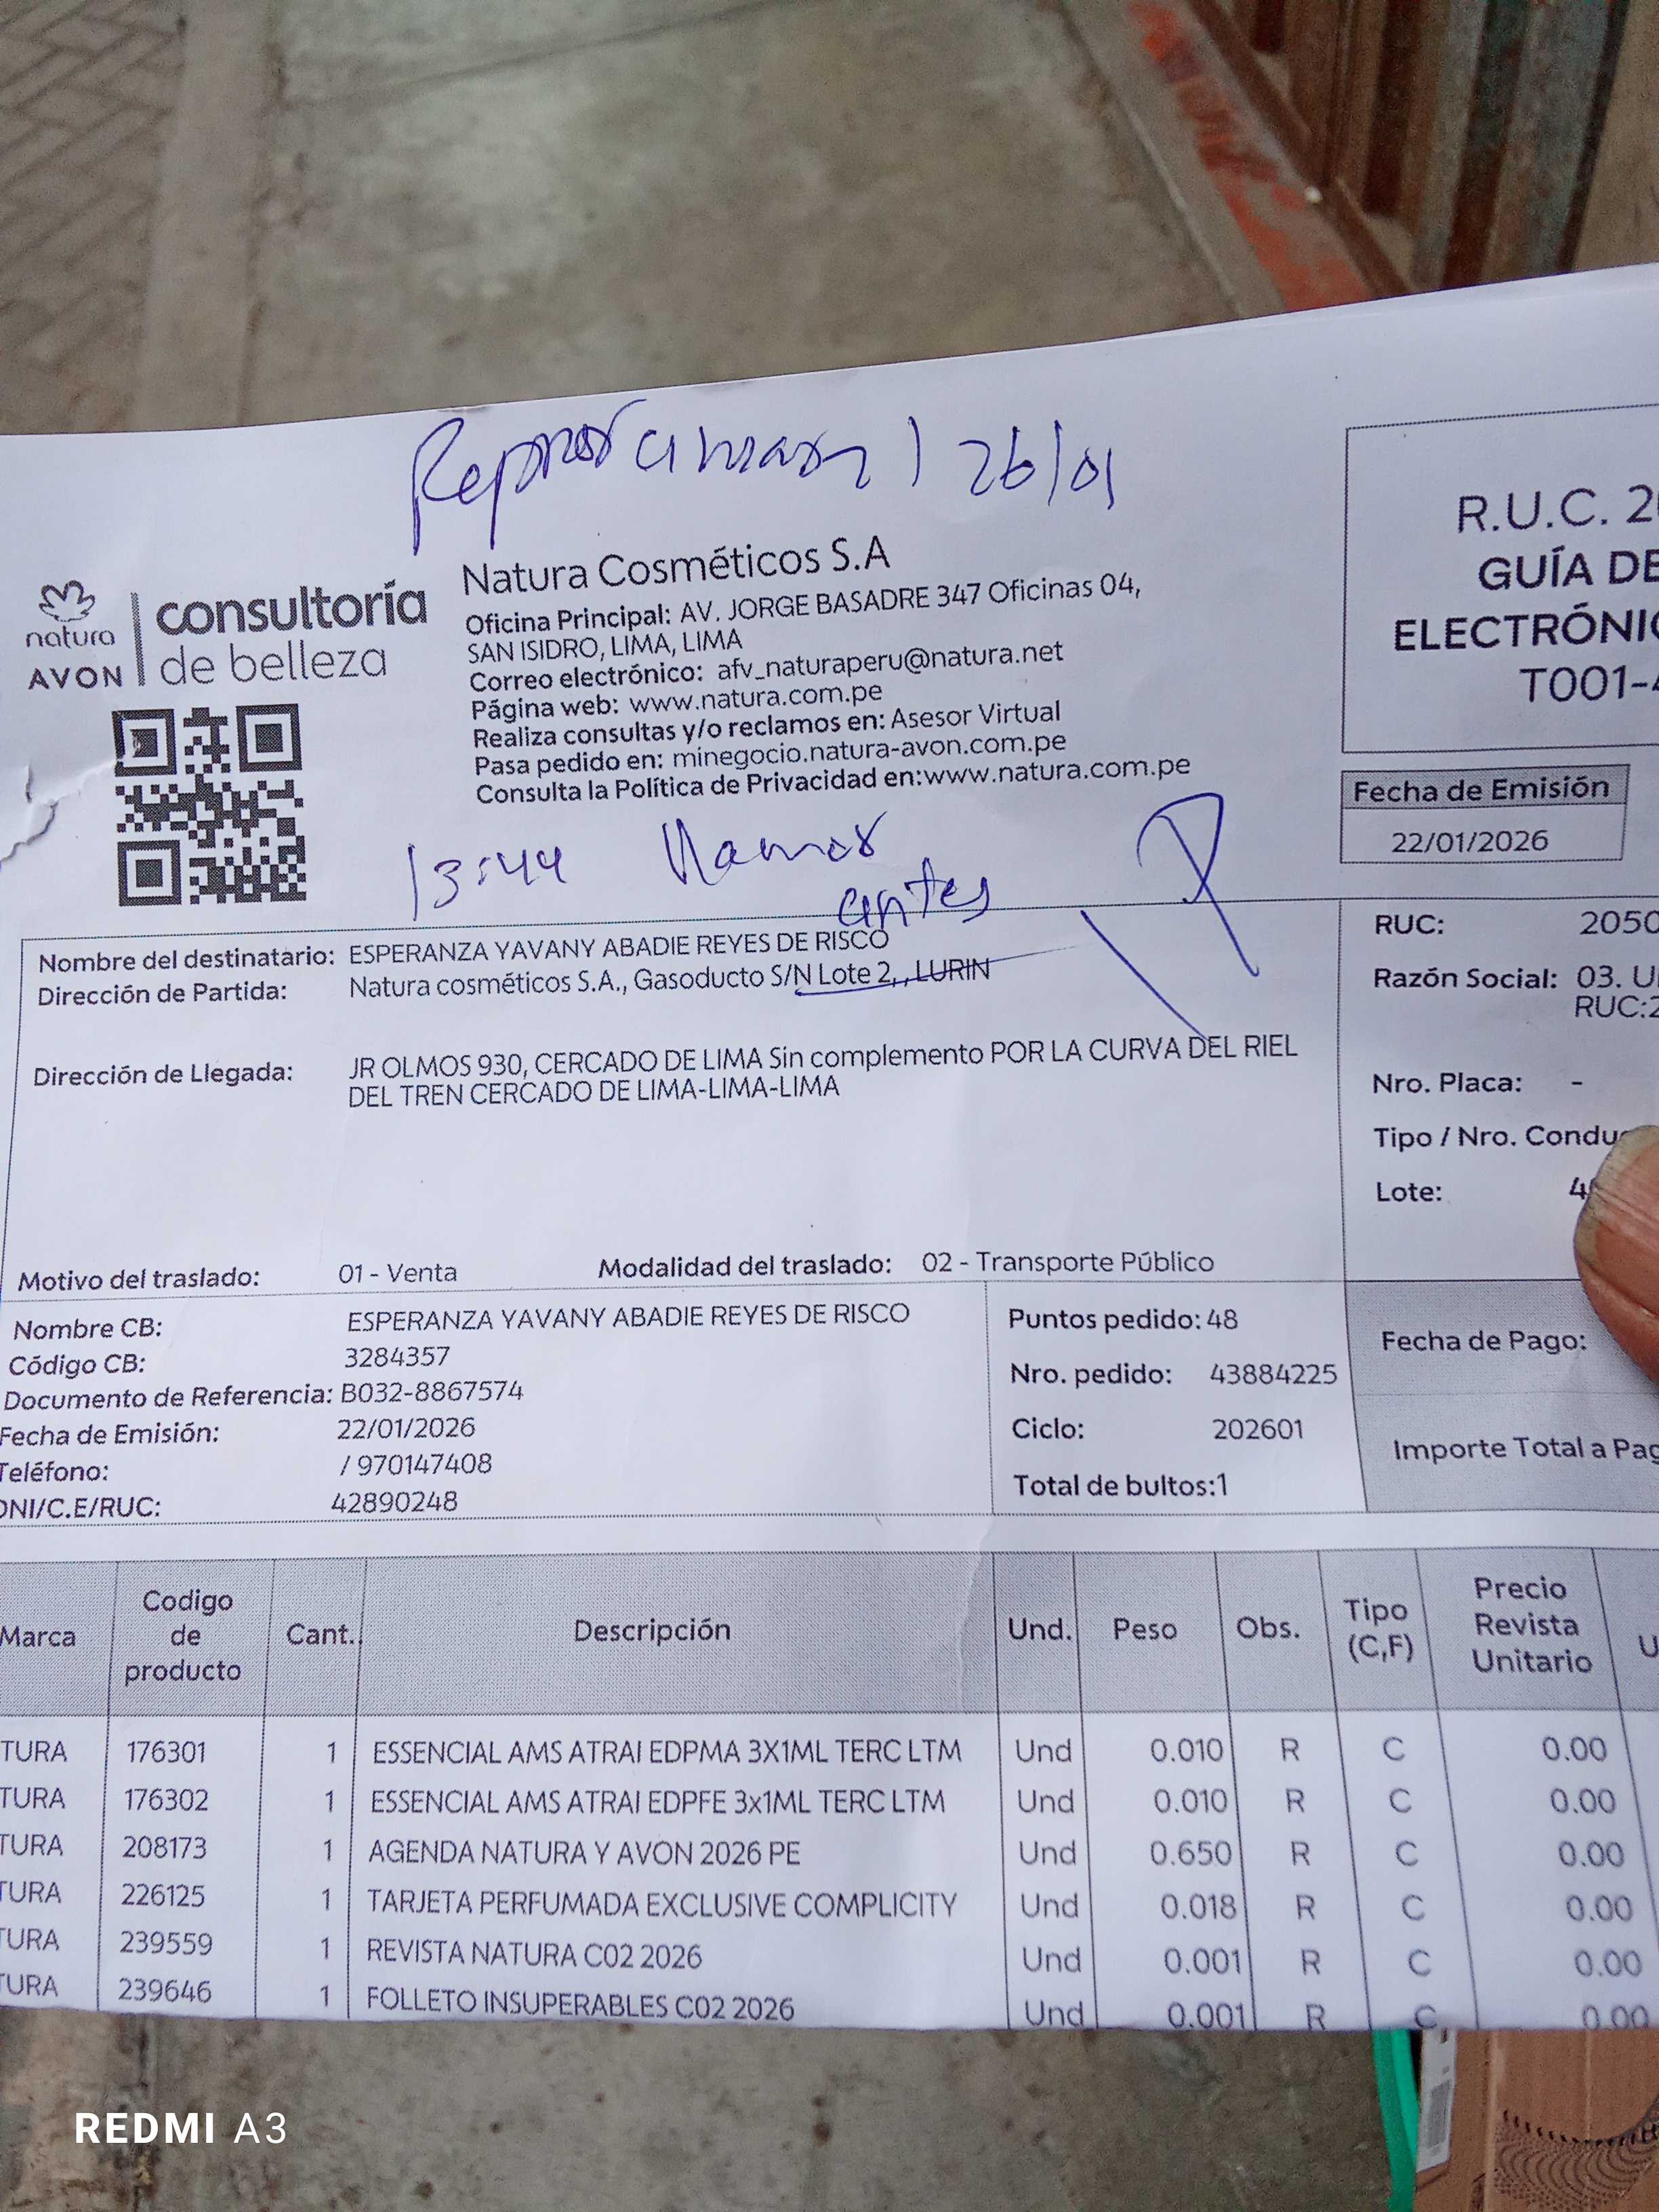 Reprogramasn | 26/01
natura
AVON
consultoría
de belleza
Natura Cosméticos S.A
Oficina Principal: AV. JORGE BASADRE 347 Oficinas 04,
SAN ISIDRO, LIMA, LIMA
Correo electrónico: afv_naturaperu@natura.net
Página web: www.natura.com.pe
Realiza consultas y/o reclamos en: Asesor Virtual
Pasa pedido en: minegocio.natura-avon.com.pe
Consulta la Política de Privacidad en:www.natura.com.pe
R.U.C. 20
GUÍA DE
ELECTRÓNIC
T001-4
Fecha de Emisión
22/01/2026
13:44 llamar
antes
Nombre del destinatario: ESPERANZA YAVANY ABADIE REYES DE RISCO
Dirección de Partida: Natura cosméticos S.A., Gasoducto S/N Lote 2, , LURIN
Dirección de Llegada: JR OLMOS 930, CERCADO DE LIMA Sin complemento POR LA CURVA DEL RIEL
DEL TREN CERCADO DE LIMA-LIMA-LIMA
Motivo del traslado: 01 - Venta Modalidad del traslado: 02 - Transporte Público
RUC: 2050
Razón Social: 03. U
RUC:2
Nro. Placa: -
Tipo / Nro. Conduc
Lote: 4
Nombre CB: ESPERANZA YAVANY ABADIE REYES DE RISCO
Código CB: 3284357
Documento de Referencia: B032-8867574
Fecha de Emisión: 22/01/2026
Teléfono: / 970147408
DNI/C.E/RUC: 42890248
Puntos pedido: 48
Nro. pedido: 43884225
Ciclo: 202601
Total de bultos:1
Fecha de Pago:
Importe Total a Pag
Marca Codigo de producto Cant. Descripción Und. Peso Obs. Tipo (C,F) Precio Revista Unitario U
TURA 176301 1 ESSENCIAL AMS ATRAI EDPMA 3X1ML TERC LTM Und 0.010 R C 0.00
TURA 176302 1 ESSENCIAL AMS ATRAI EDPFE 3x1ML TERC LTM Und 0.010 R C 0.00
TURA 208173 1 AGENDA NATURA Y AVON 2026 PE Und 0.650 R C 0.00
TURA 226125 1 TARJETA PERFUMADA EXCLUSIVE COMPLICITY Und 0.018 R C 0.00
TURA 239559 1 REVISTA NATURA C02 2026 Und 0.001 R C 0.00
TURA 239646 1 FOLLETO INSUPERABLES C02 2026 Und 0.001 R C 0.00
REDMI A3